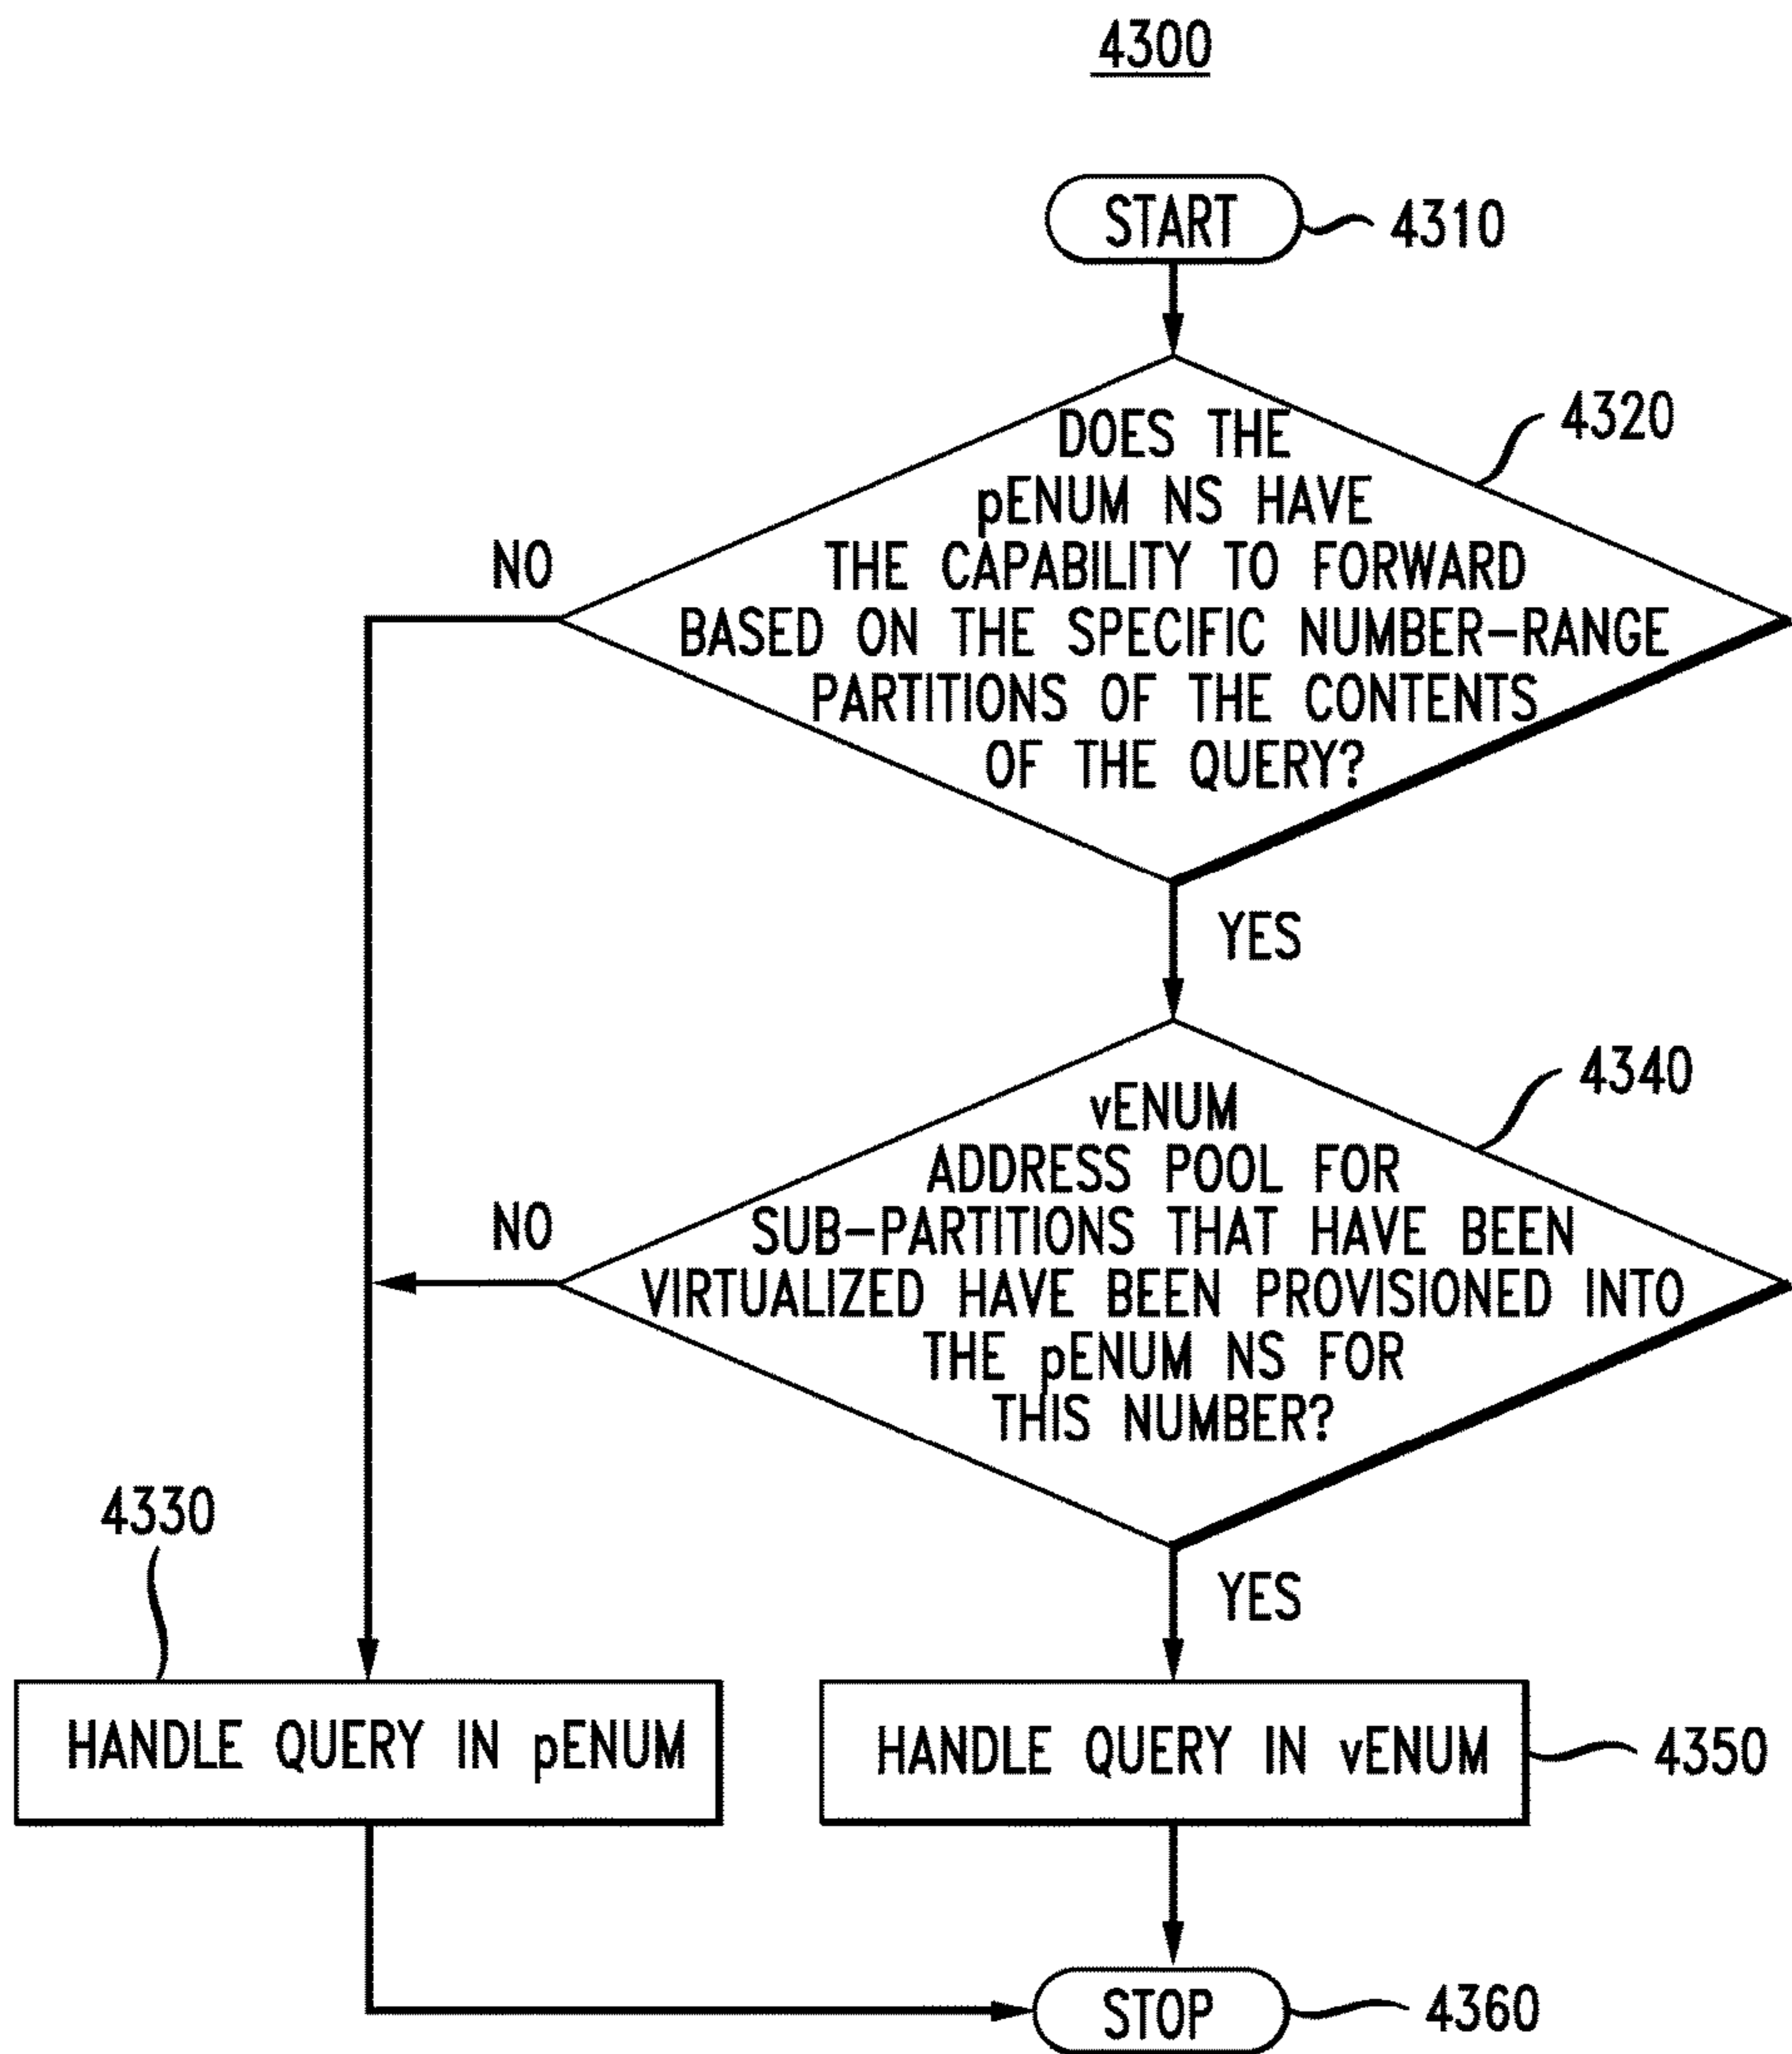 4300
START
4310
DOES THE
pENUM NS HAVE
THE CAPABILITY TO FORWARD
BASED ON THE SPECIFIC NUMBER-RANGE
PARTITIONS OF THE CONTENTS
OF THE QUERY?
4320
NO
YES
vENUM
ADDRESS POOL FOR
SUB-PARTITIONS THAT HAVE BEEN
VIRTUALIZED HAVE BEEN PROVISIONED INTO
THE pENUM NS FOR
THIS NUMBER?
4340
NO
YES
4330
HANDLE QUERY IN pENUM
HANDLE QUERY IN vENUM
4350
STOP
4360